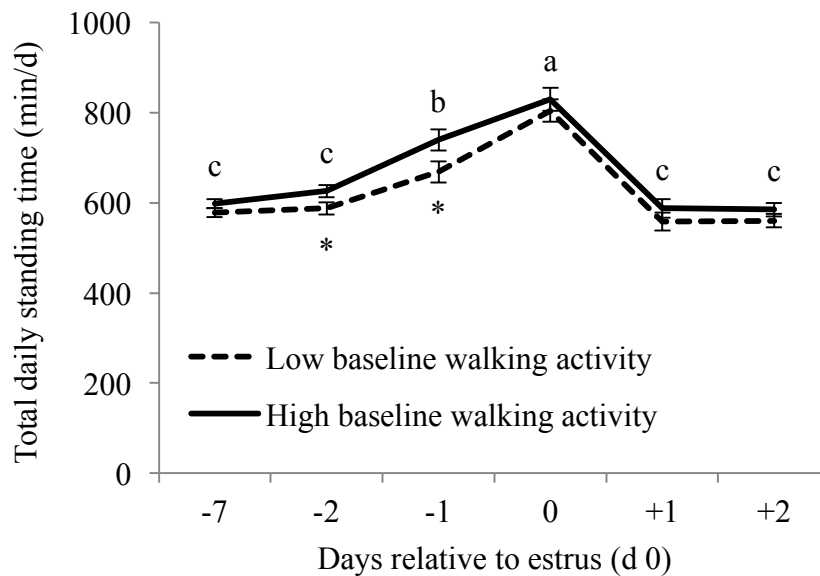 Total daily standing time (min/d)
1000
800
600
400
200
0
a
b
c c c c
* *
Low baseline walking activity
High baseline walking activity
-7 -2 -1 0 +1 +2
Days relative to estrus (d 0)